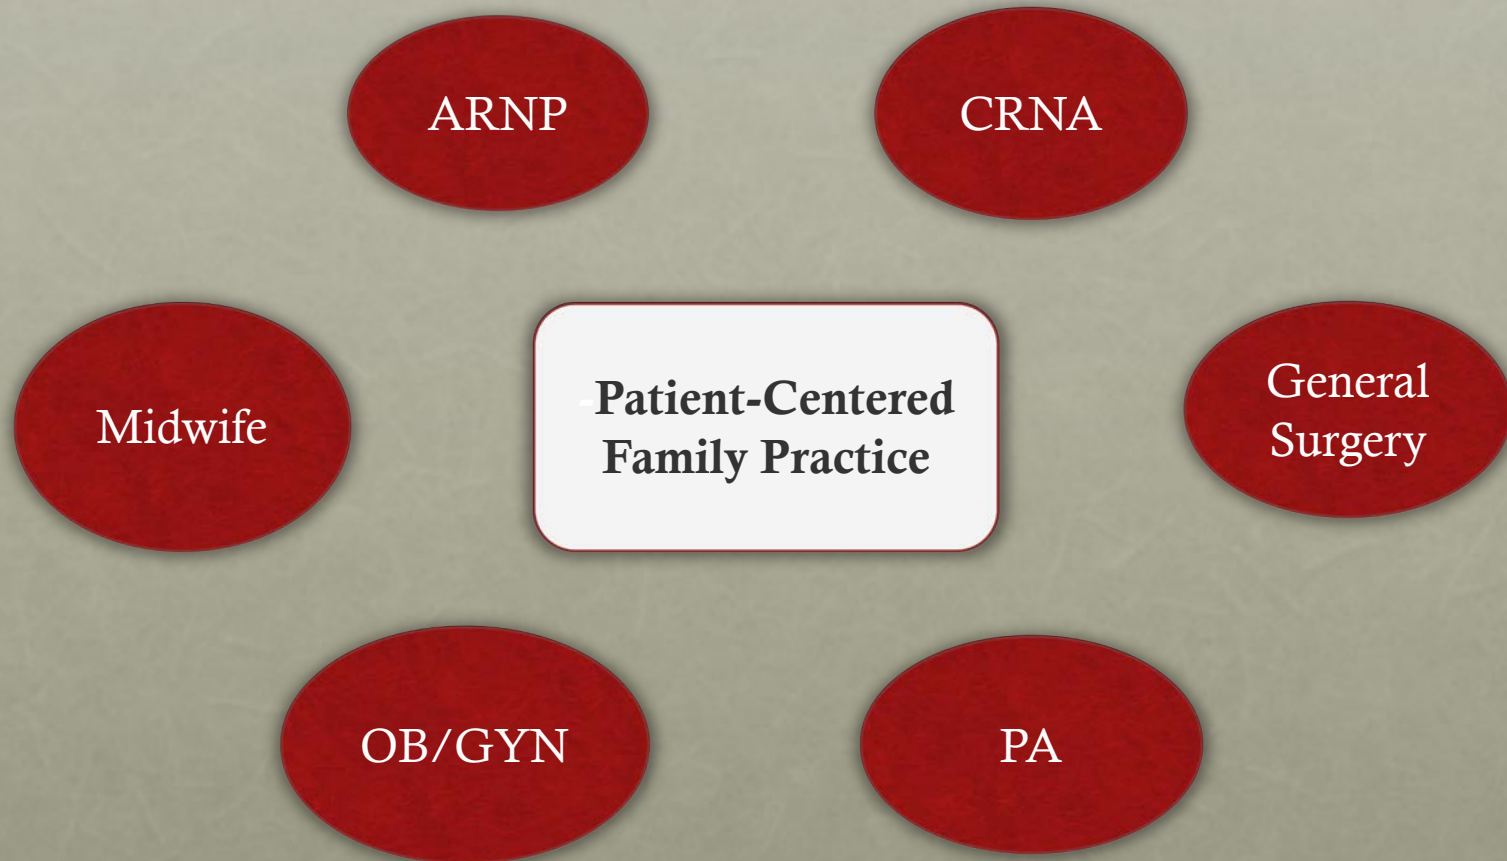 ARNP
CRNA
Midwife
-Patient-Centered
Family Practice
General
Surgery
OB/GYN
PA